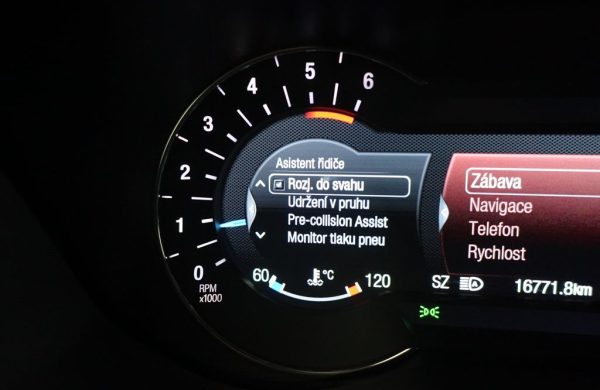 6
5
4
3
2
1
0
RPM
x1000
Asistent řidiče
Rozj. do svahu
Udržení v pruhu
Pre-collision Assist
Monitor tlaku pneu
60 °C 120
Zábava
Navigace
Telefon
Rychlost
SZ A 16771.8km